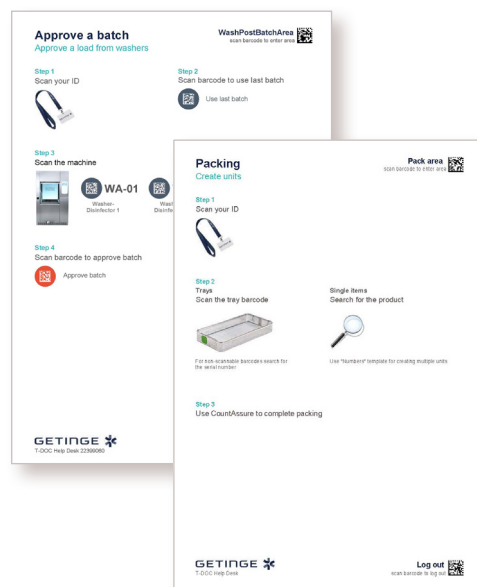 Approve a batch
Approve a load from washers
WashPostBatchArea
scan barcode to enter area
Step 1
Scan your ID
Step 2
Scan barcode to use last batch
Use last batch
Step 3
Scan the machine
WA-01
Washer-
Disinfector 1
Step 4
Scan barcode to approve batch
Approve batch
GETINGE
T-DOC Help Desk 22399080
Packing
Create units
Pack area
scan barcode to enter area
Step 1
Scan your ID
Step 2
Trays
Scan the tray barcode
Single items
Search for the product
For non-scannable barcodes search for
the serial number
Use "Numberd" template for creating multiple units
Step 3
Use CountAssure to complete packing
GETINGE
T-DOC Help Desk
Log out
scan barcode to log out